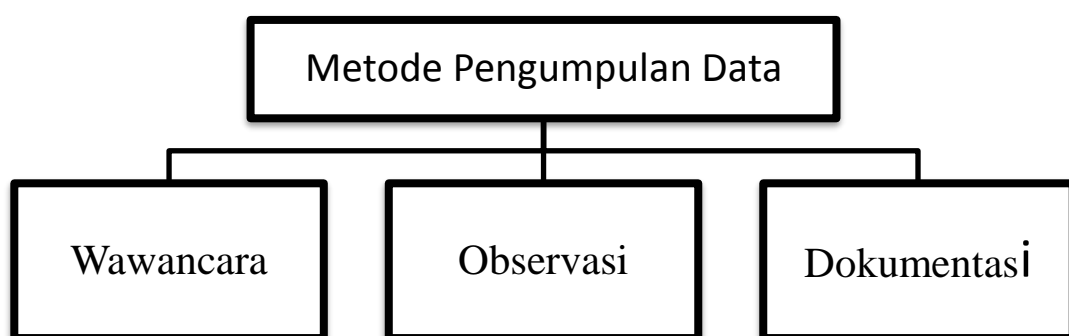 Metode Pengumpulan Data
Wawancara
Observasi
Dokumentasi